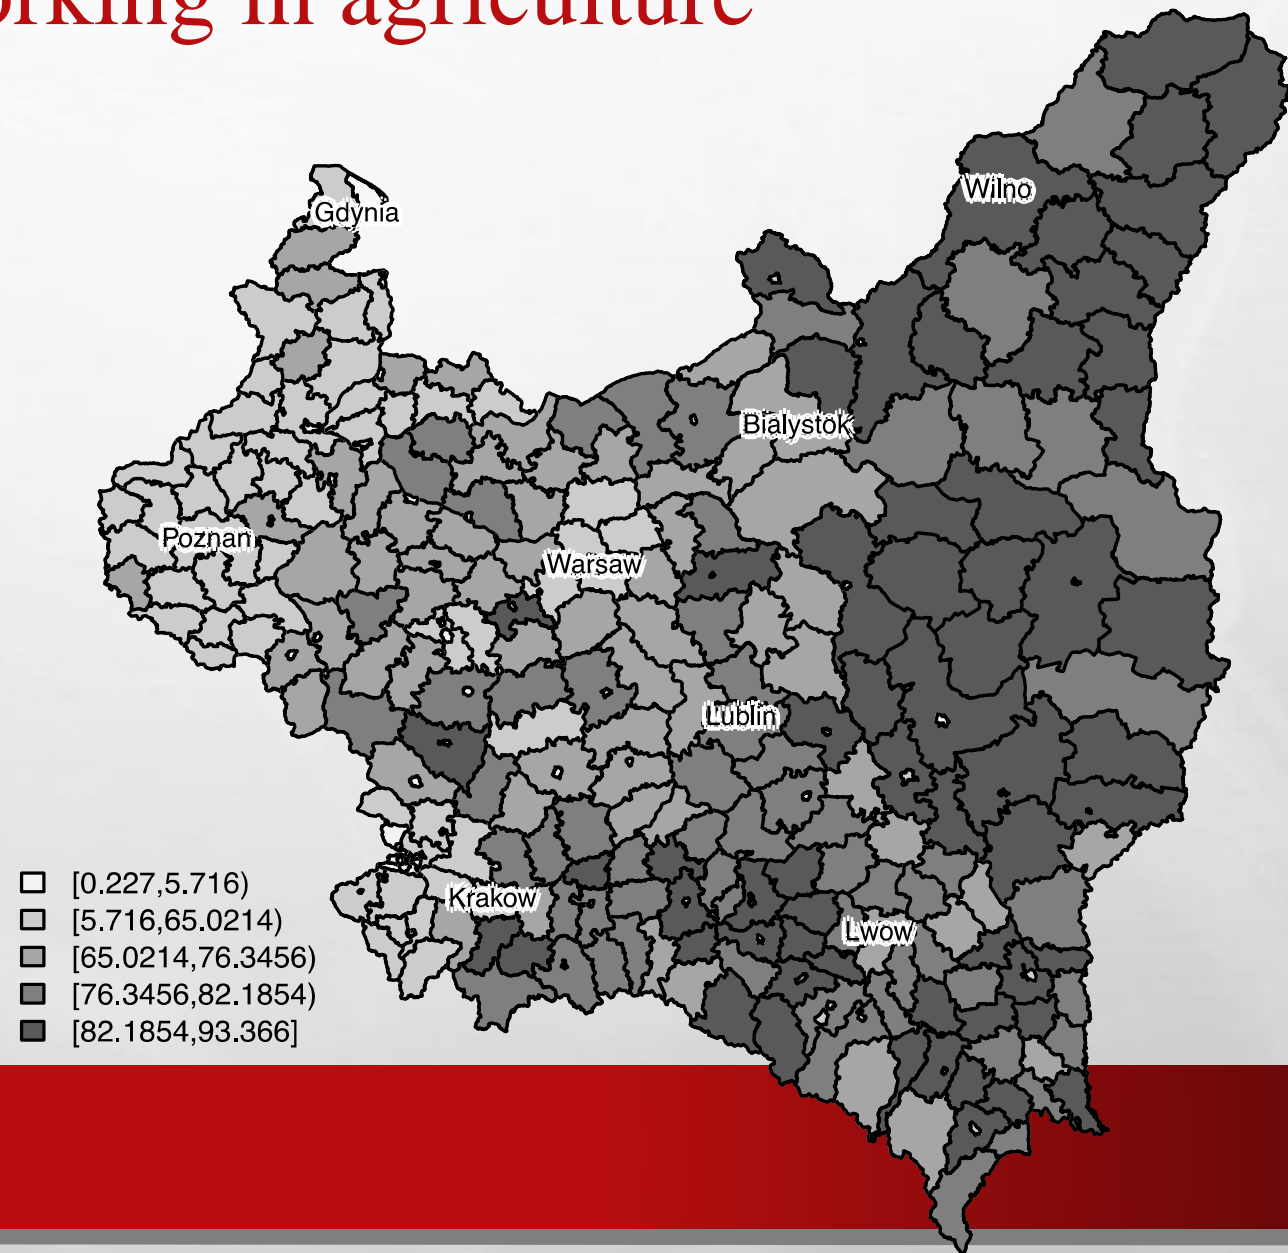 rking in agriculture
Wilno
Gdynia
Bialystok
Poznan
Warsaw
Lublin
Krakow
Lwow
[0.227,5.716)
[5.716,65.0214)
[65.0214,76.3456)
[76.3456,82.1854)
[82.1854,93.366]